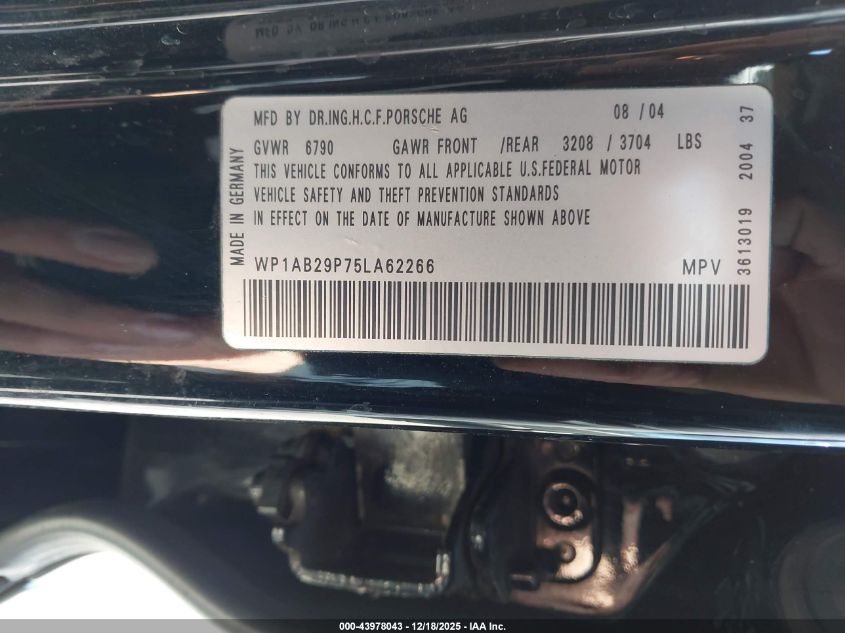 MFD BY DR.ING.H.C.F.PORSCHE AG 08 / 04
GVWR 6790 GAWR FRONT /REAR 3208 / 3704 LBS
THIS VEHICLE CONFORMS TO ALL APPLICABLE U.S.FEDERAL MOTOR
VEHICLE SAFETY AND THEFT PREVENTION STANDARDS
IN EFFECT ON THE DATE OF MANUFACTURE SHOWN ABOVE
WP1AB29P75LA62266 MPV
MADE IN GERMANY
3613019 2004 37
000-43978043 - 12/18/2025 - IAA Inc.